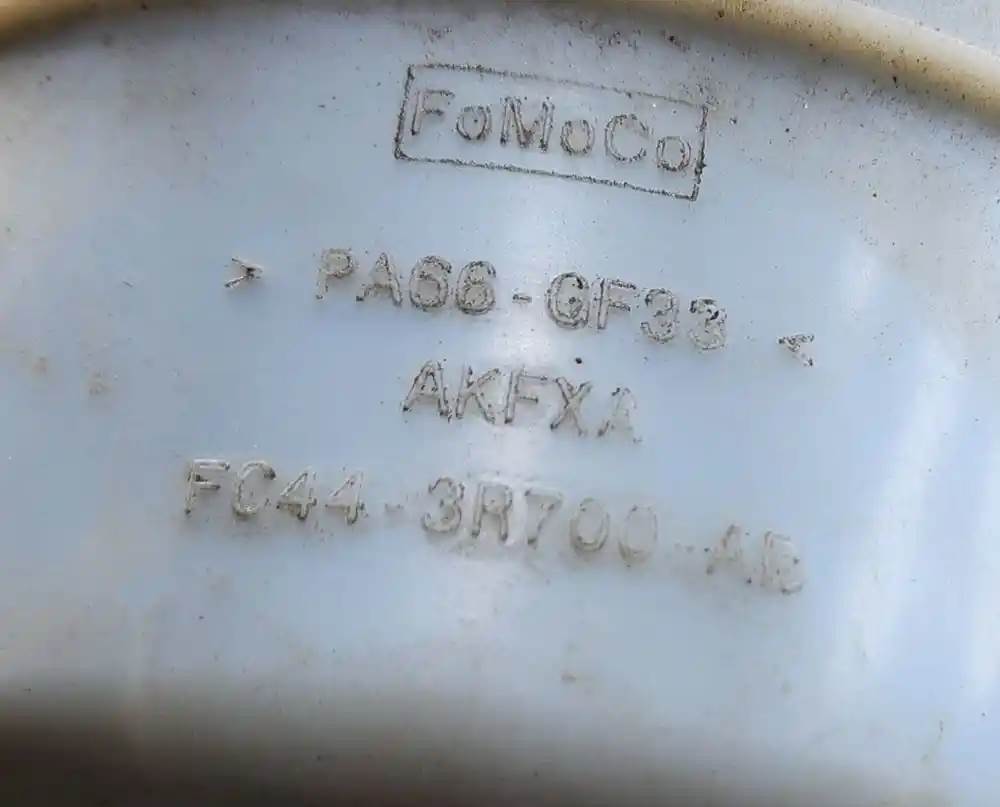 FoMoCo
> PA66-GF33 <
AKFXA
FC44-3R700-AB